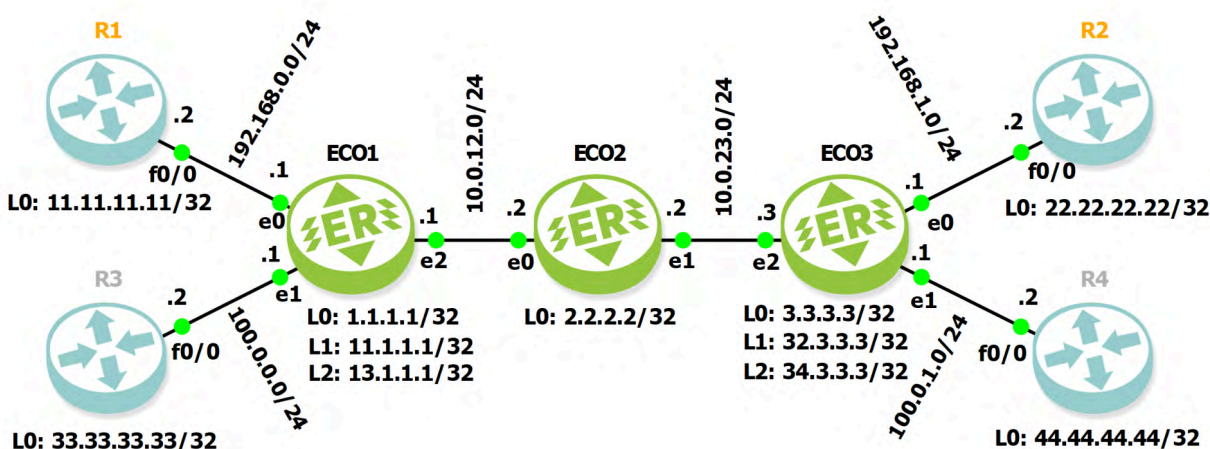 R1
.2
f0/0
L0: 11.11.11.11/32
192.168.0.0/24
.1
e0
R3
.2
f0/0
L0: 33.33.33.33/32
100.0.0.0/24
.1
e1
ECO1
ER
.1
e2
L0: 1.1.1.1/32
L1: 11.1.1.1/32
L2: 13.1.1.1/32
10.0.12.0/24
.2
e0
ECO2
ER
.2
e1
L0: 2.2.2.2/32
10.0.23.0/24
.3
e2
ECO3
ER
.1
e0
.1
e1
L0: 3.3.3.3/32
L1: 32.3.3.3/32
L2: 34.3.3.3/32
192.168.1.0/24
R2
.2
f0/0
L0: 22.22.22.22/32
100.0.1.0/24
R4
.2
f0/0
L0: 44.44.44.44/32